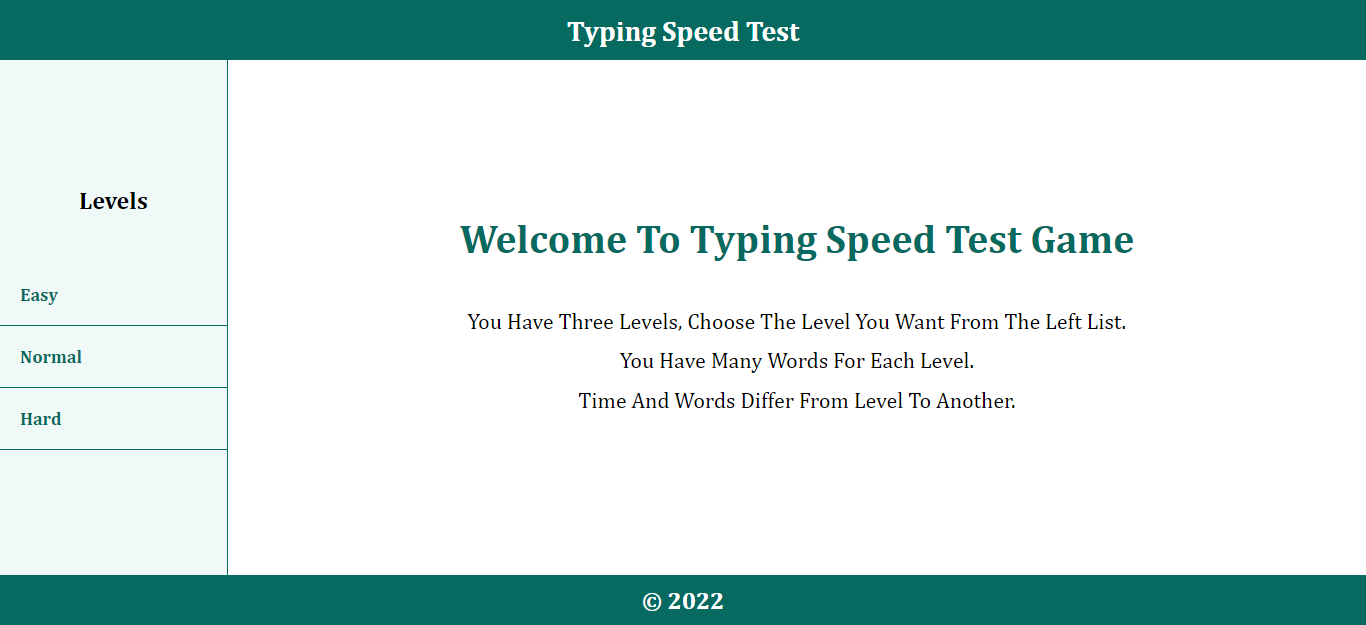 Typing Speed Test
Levels
Easy
Normal
Hard
Welcome To Typing Speed Test Game
You Have Three Levels, Choose The Level You Want From The Left List.
You Have Many Words For Each Level.
Time And Words Differ From Level To Another.
© 2022